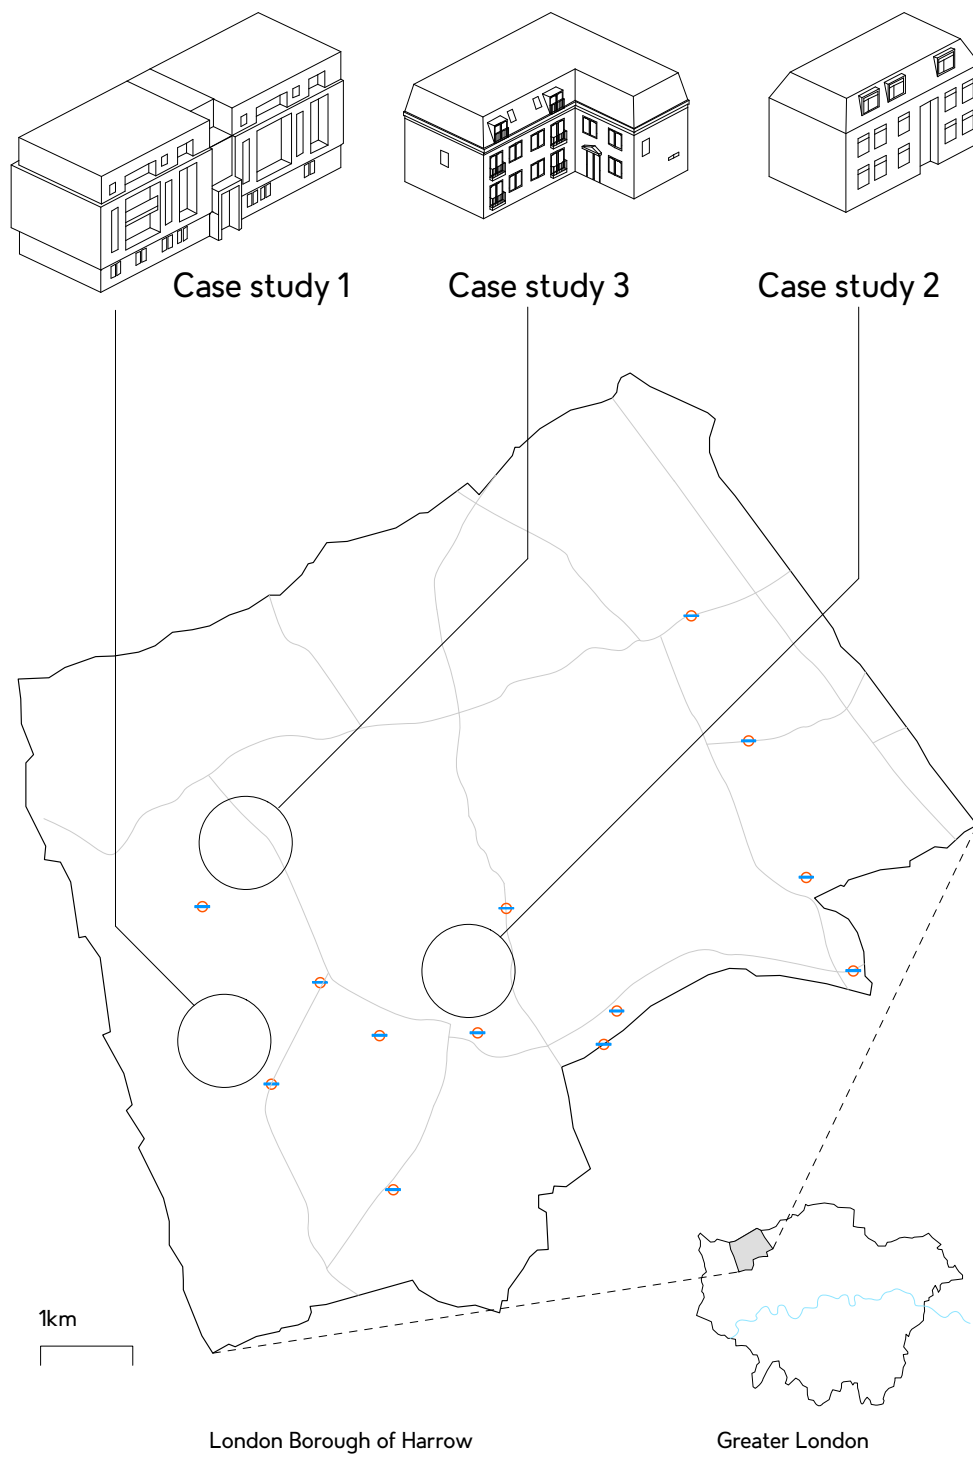 Case study 1
Case study 3
Case study 2
1km
London Borough of Harrow
Greater London